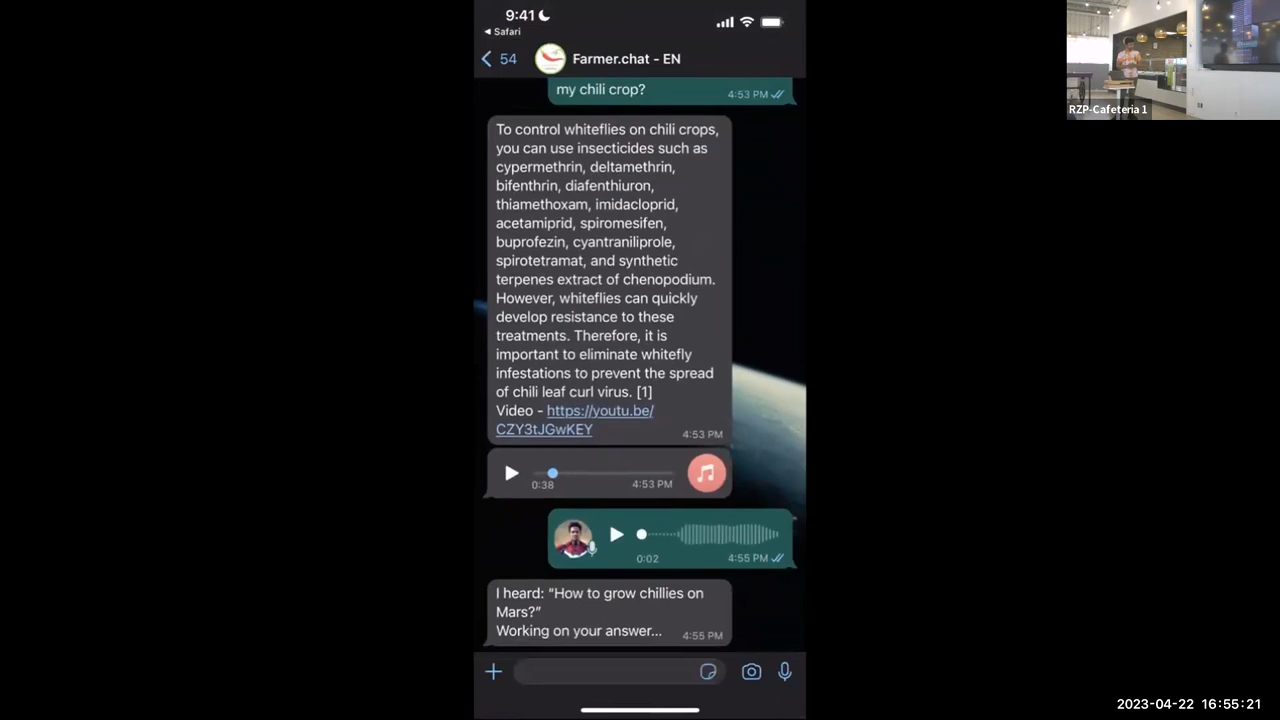 9:41
Safari
54
Farmer.chat - EN
my chili crop?
4:53 PM
To control whiteflies on chili crops,
you can use insecticides such as
cypermethrin, deltamethrin,
bifenthrin, diafenthiuron,
thiamethoxam, imidacloprid,
acetamiprid, spiromesifen,
buprofezin, cyantraniliprole,
spirotetramat, and synthetic
terpenes extract of chenopodium.
However, whiteflies can quickly
develop resistance to these
treatments. Therefore, it is
important to eliminate whitefly
infestations to prevent the spread
of chili leaf curl virus. [1]
Video - https://youtu.be/
CZY3tJGwKEY
4:53 PM
0:38
4:53 PM
0:02
4:55 PM
I heard: “How to grow chillies on
Mars?”
Working on your answer...
4:55 PM
RZP-Cafeteria 1
2023-04-22 16:55:21